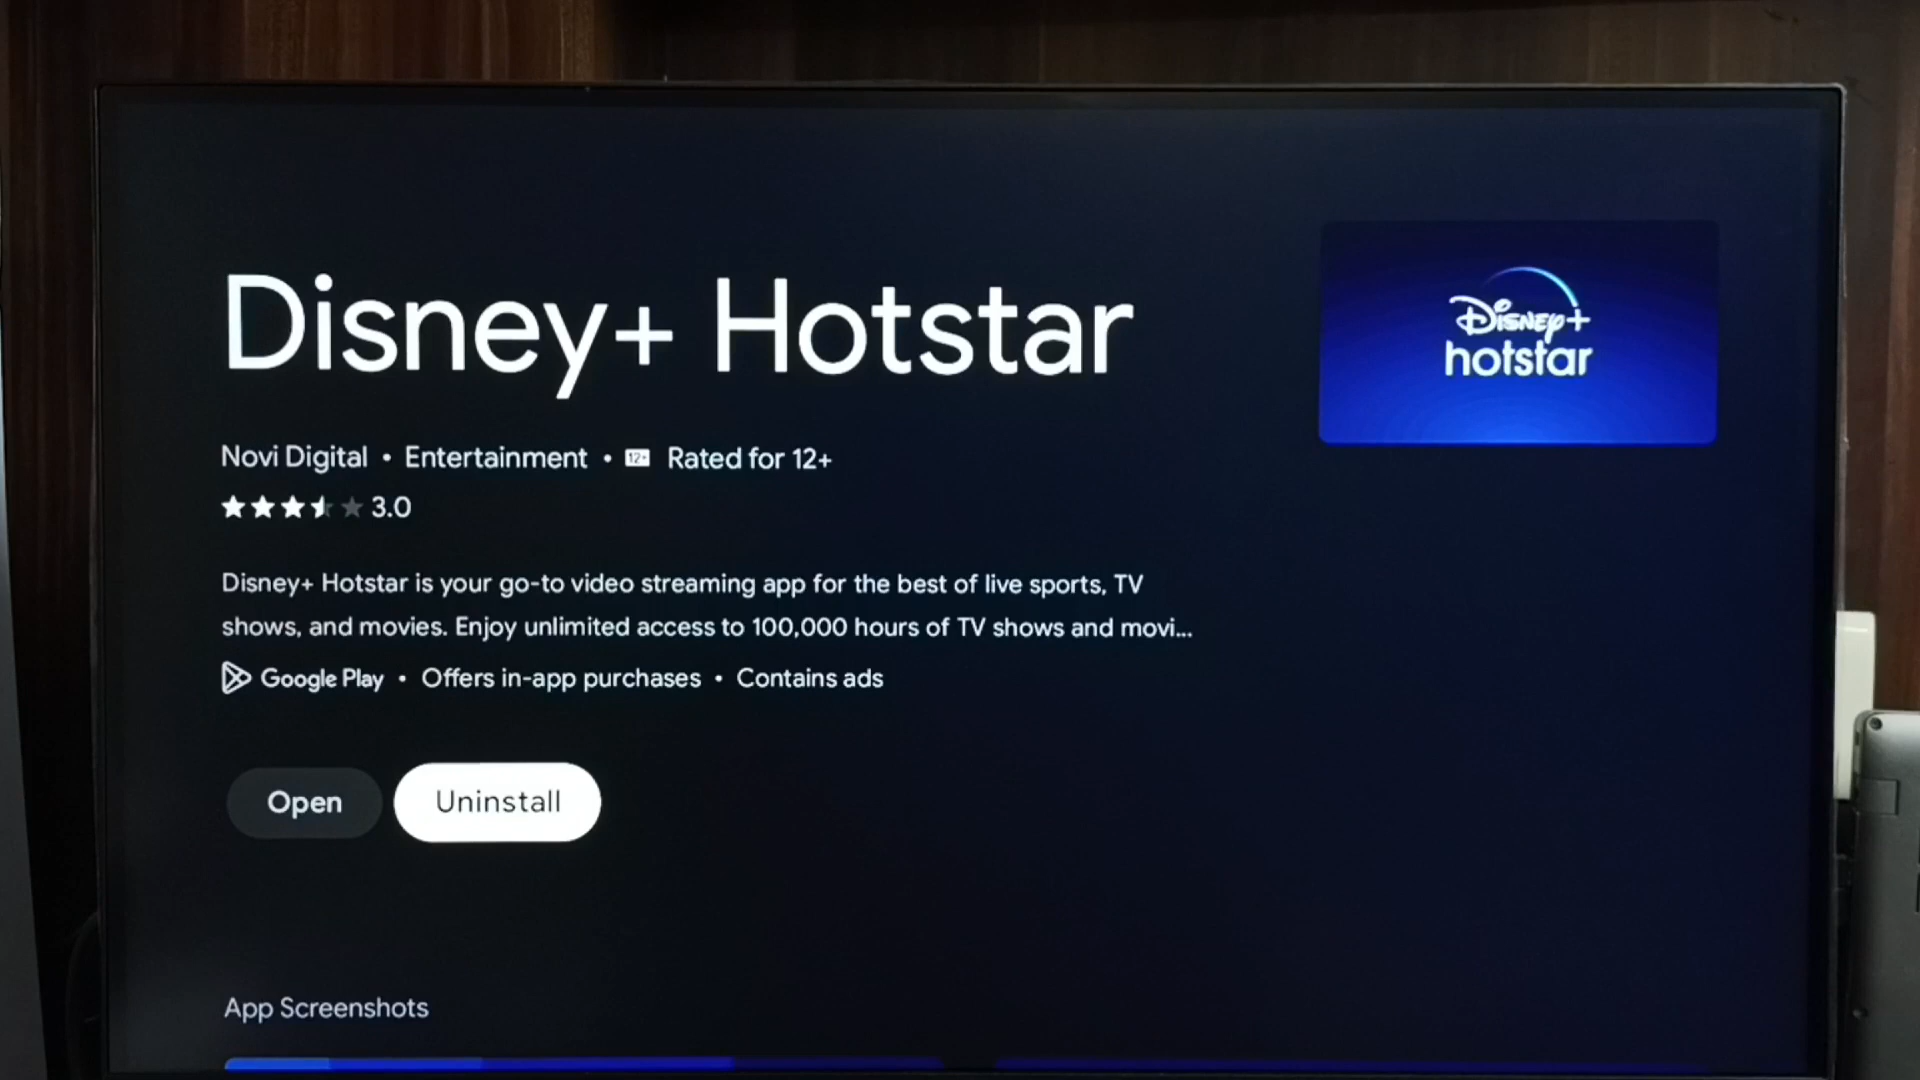 Disney+ Hotstar
Disney+
hotstar
Novi Digital • Entertainment • 12+ Rated for 12+
3.0
Disney+ Hotstar is your go-to video streaming app for the best of live sports, TV
shows, and movies. Enjoy unlimited access to 100,000 hours of TV shows and movi...
Google Play • Offers in-app purchases • Contains ads
Open Uninstall
App Screenshots